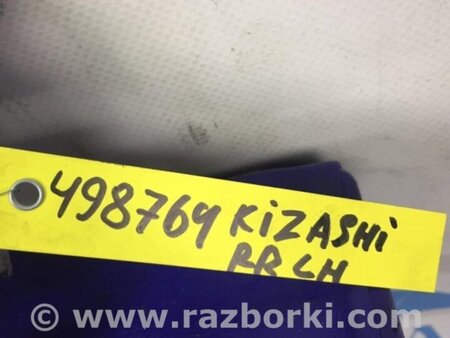 498769 KiZASHi
RR LH
© www.razborki.com